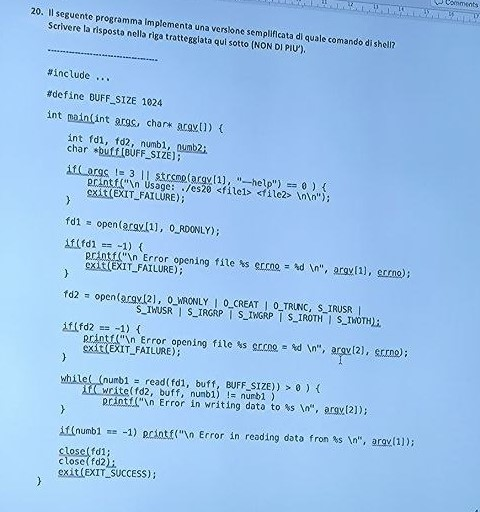 Comments
20. Il seguente programma implementa una versione semplificata di quale comando di shell?
Scrivere la risposta nella riga tratteggiata qui sotto (NON DI PIU').
------------------------------
#include ...
#define BUFF_SIZE 1024
int main(int argc, char* argv[]) {
int fd1, fd2, numb1, numb2;
char *buff[BUFF_SIZE];
if( argc != 3 || strcmp(argv[1], "--help") == 0 ) {
printf("\n Usage: ./es20 <file1> <file2> \n\n");
exit(EXIT_FAILURE);
}
fd1 = open(argv[1], O_RDONLY);
if(fd1 == -1) {
printf("\n Error opening file %s errno = %d \n", argv[1], errno);
exit(EXIT_FAILURE);
}
fd2 = open(argv[2], O_WRONLY | O_CREAT | O_TRUNC, S_IRUSR |
S_IWUSR | S_IRGRP | S_IWGRP | S_IROTH | S_IWOTH);
if(fd2 == -1) {
printf("\n Error opening file %s errno = %d \n", argv[2], errno);
exit(EXIT_FAILURE);
}
while( (numb1 = read(fd1, buff, BUFF_SIZE)) > 0 ) {
if( write(fd2, buff, numb1) != numb1 )
printf("\n Error in writing data to %s \n", argv[2]);
}
if(numb1 == -1) printf("\n Error in reading data from %s \n", argv[1]);
close(fd1;
close(fd2);
exit(EXIT_SUCCESS);
}